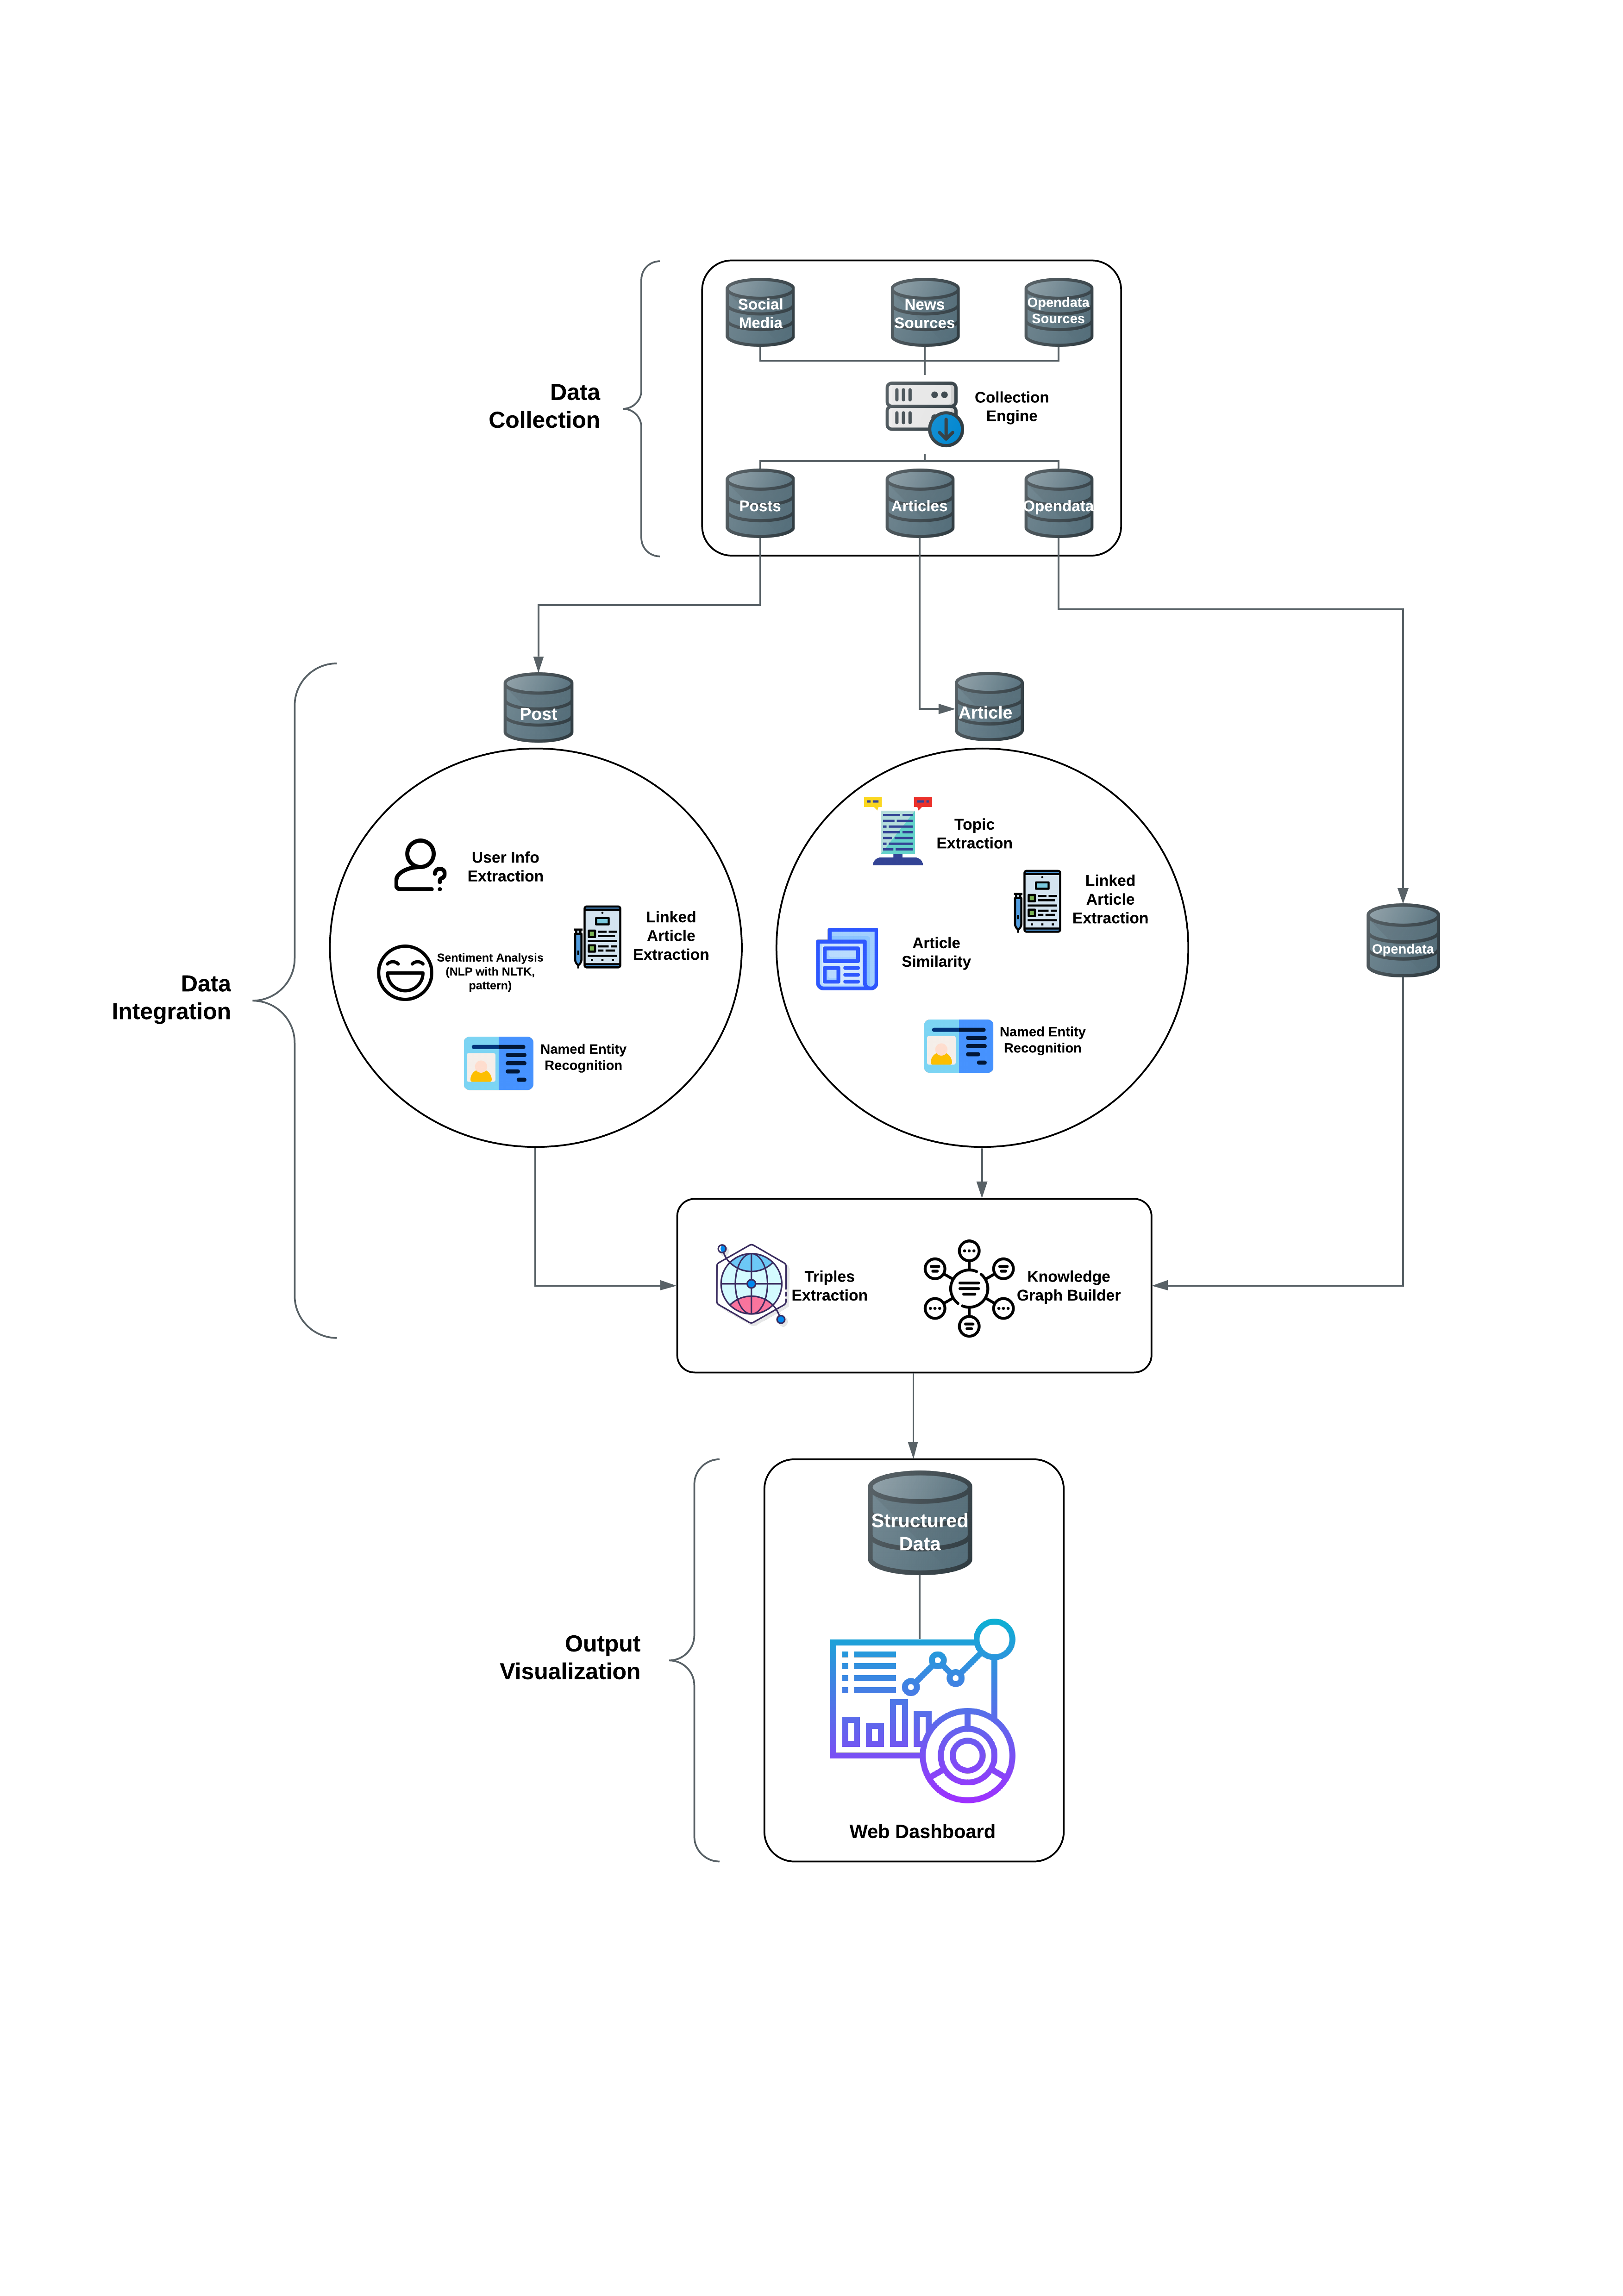 Social
Media
News
Sources
Opendata
Sources
Data
Collection
Collection
Engine
Posts
Articles
Opendata
Post
Article
Topic
Extraction
User Info
Extraction
Linked
Article
Extraction
Linked
Article
Extraction
Article
Similarity
Opendata
Sentiment Analysis
(NLP with NLTK,
pattern)
Data
Integration
Named Entity
Recognition
Named Entity
Recognition
Triples
Extraction
Knowledge
Graph Builder
Structured
Data
Output
Visualization
Web Dashboard